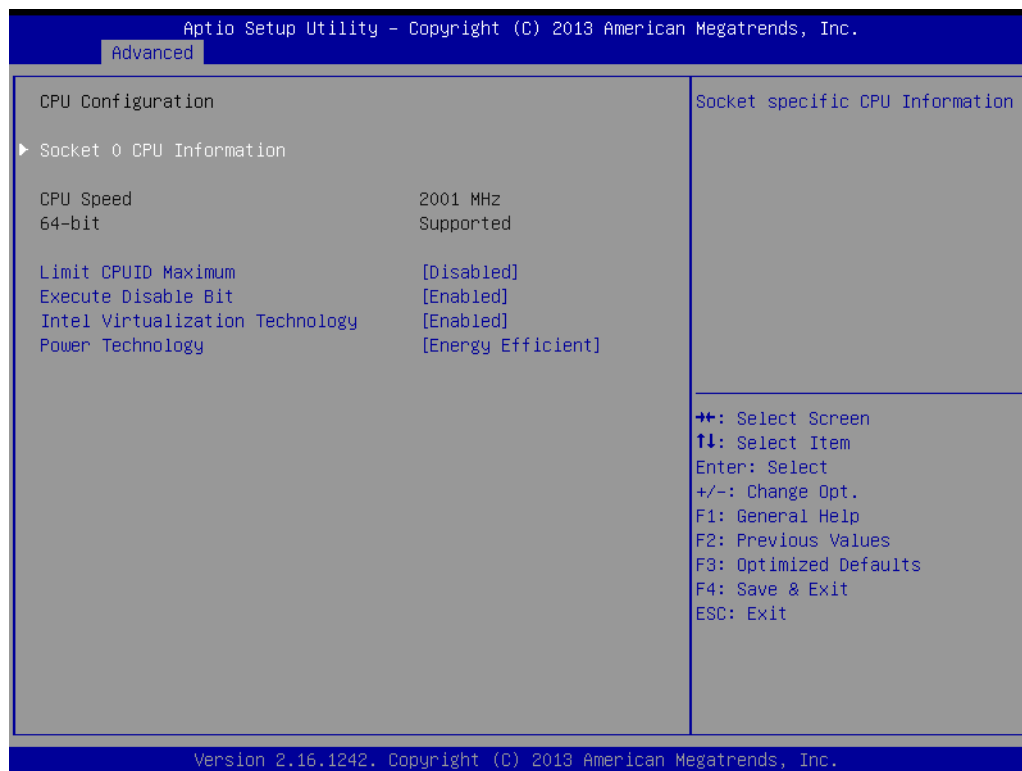 Aptio Setup Utility – Copyright (C) 2013 American Megatrends, Inc.
Advanced
CPU Configuration
Socket 0 CPU Information
CPU Speed 2001 MHz
64-bit Supported
Limit CPUID Maximum [Disabled]
Execute Disable Bit [Enabled]
Intel Virtualization Technology [Enabled]
Power Technology [Energy Efficient]
Socket specific CPU Information
→←: Select Screen
↑↓: Select Item
Enter: Select
+/-: Change Opt.
F1: General Help
F2: Previous Values
F3: Optimized Defaults
F4: Save & Exit
ESC: Exit
Version 2.16.1242. Copyright (C) 2013 American Megatrends, Inc.